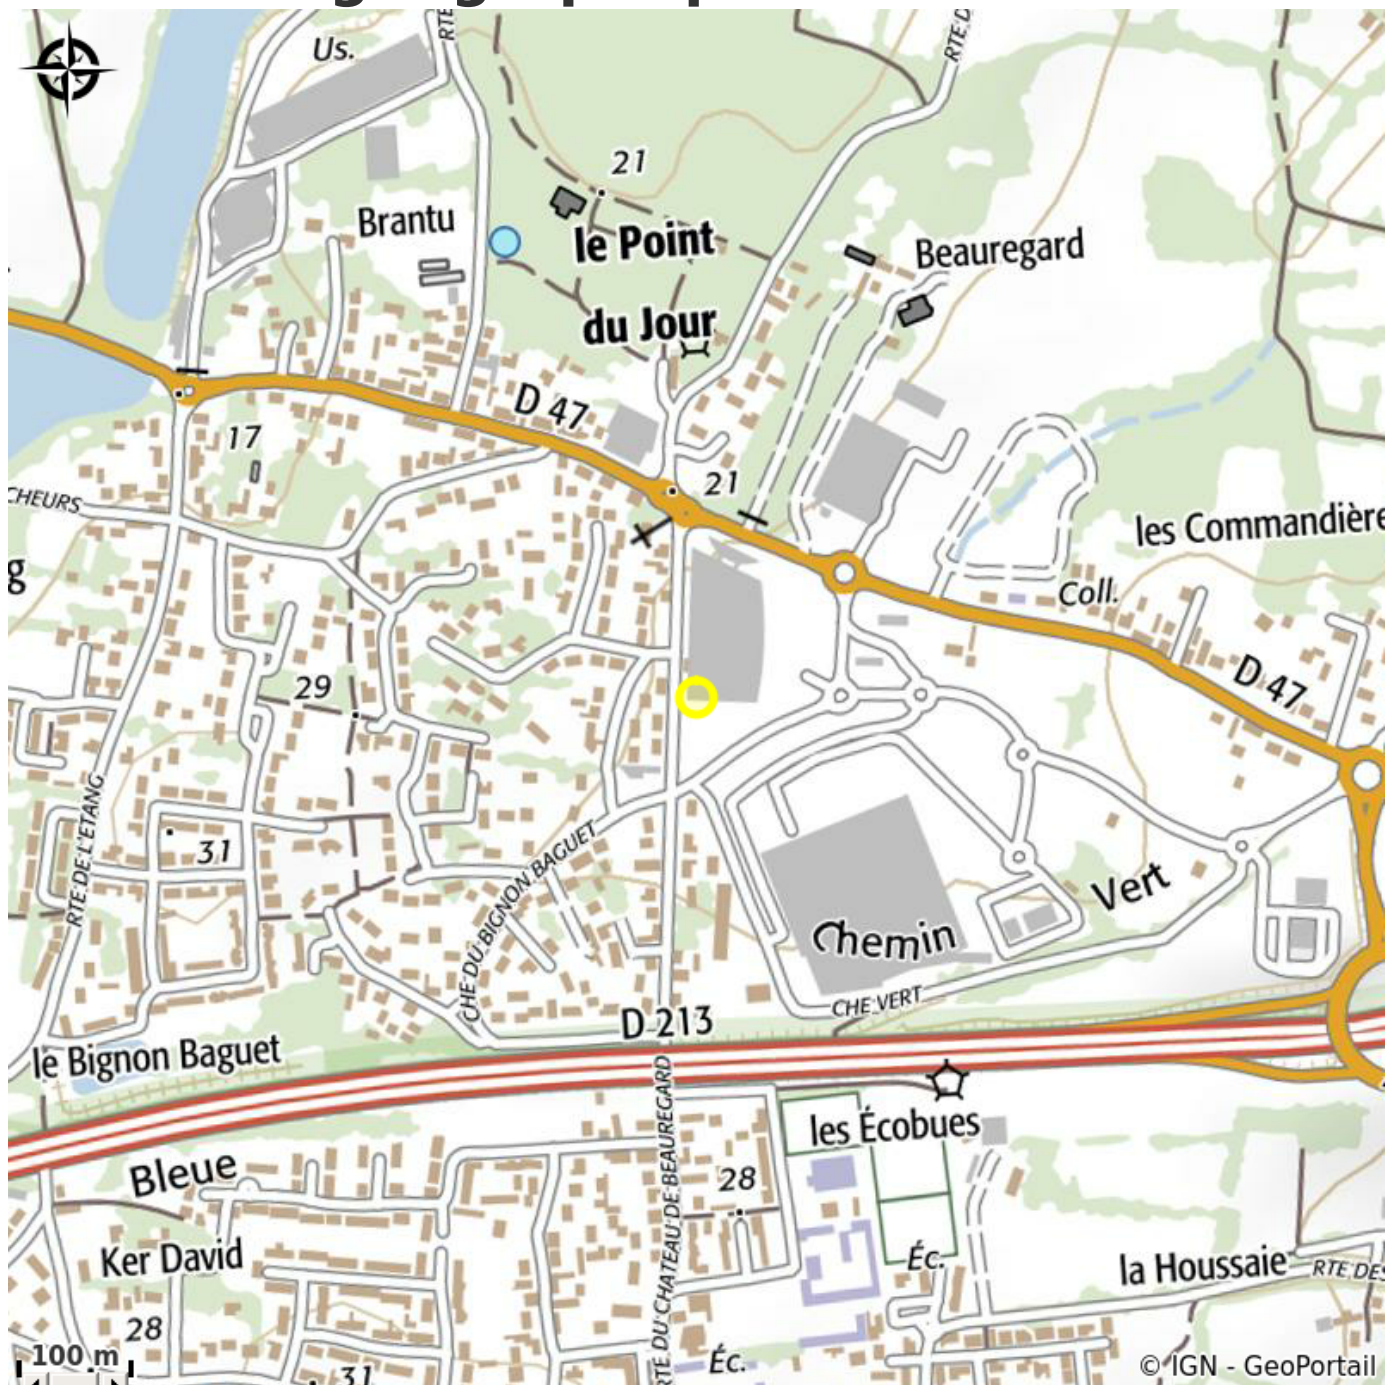 Us.
RTE
RTE D
21
Brantu
le Point
Beauregard
du Jour
D 47
17
21
CHEURS
les Commandière
g
Coll.
29
D 47
RTE DE L'ETANG
31
CHE DU BIGNON BAGUET
Vert
Chemin
CHE VERT
D 213
le Bignon Baguet
les Écobues
Bleue
28
RTE DU CHATEAU DE BEAUREGARD
Ker David
Éc.
la Houssaie
RTE DES
28
100 m
Éc.
31
© IGN - GeoPortail